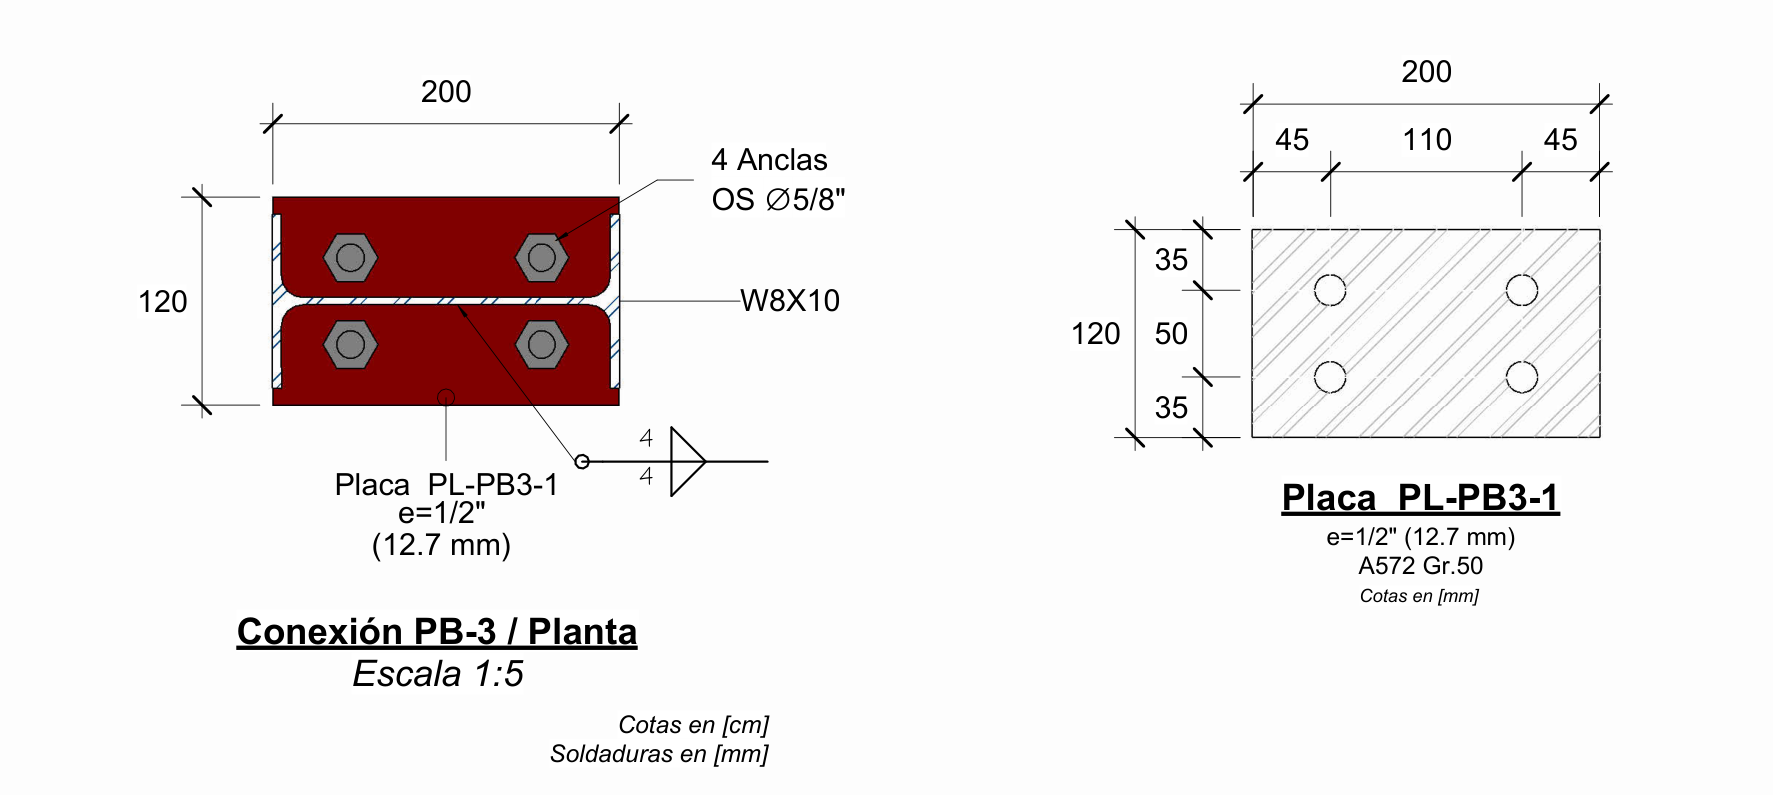 200
4 Anclas
OS ∅5/8"
120
W8X10
4
4
Placa PL-PB3-1
e=1/2"
(12.7 mm)
Conexión PB-3 / Planta
Escala 1:5
Cotas en [cm]
Soldaduras en [mm]
200
45 110 45
35
120 50
35
Placa PL-PB3-1
e=1/2" (12.7 mm)
A572 Gr.50
Cotas en [mm]